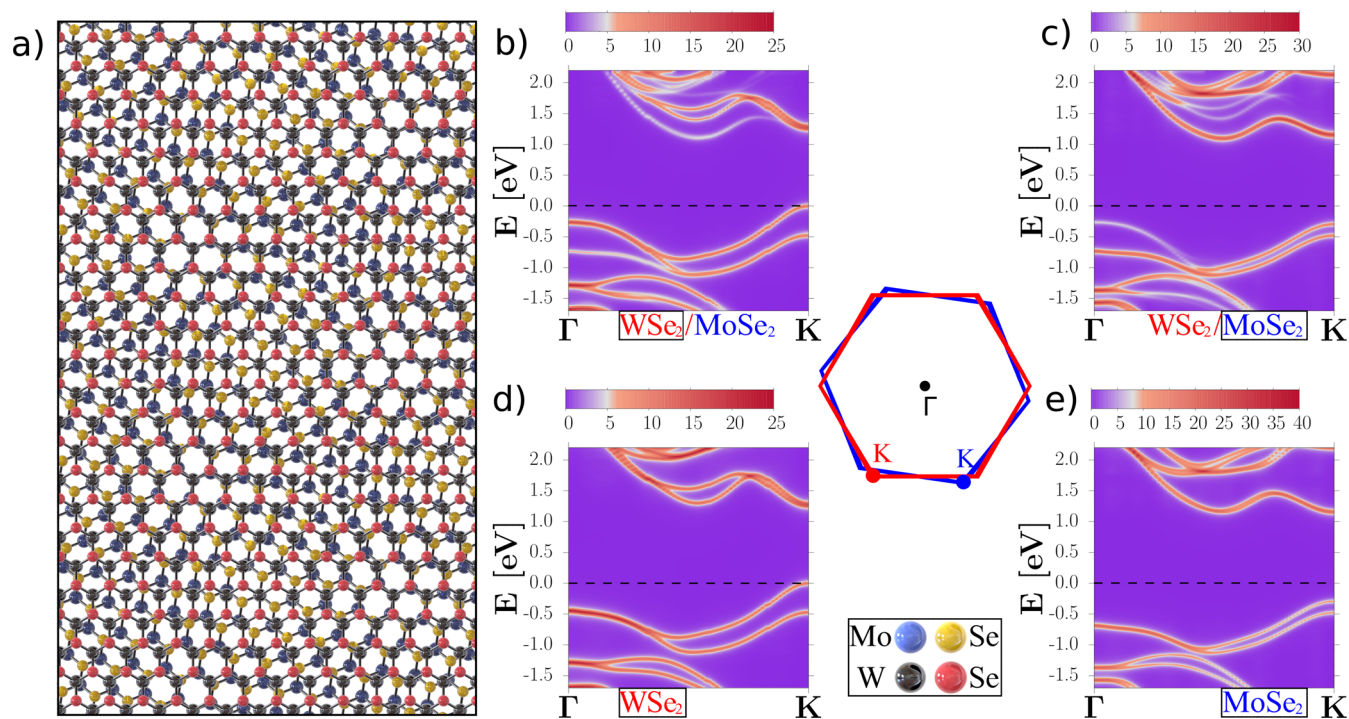 a)
b)
0 5 10 15 20 25
E [eV]
2.0
1.5
1.0
0.5
0.0
-0.5
-1.0
-1.5
Γ WSe₂/MoSe₂ K
c)
0 5 10 15 20 25 30
E [eV]
2.0
1.5
1.0
0.5
0.0
-0.5
-1.0
-1.5
Γ WSe₂/MoSe₂ K
Γ
K K
d)
0 5 10 15 20 25
E [eV]
2.0
1.5
1.0
0.5
0.0
-0.5
-1.0
-1.5
Γ WSe₂ K
Mo Se
W Se
e)
0 5 10 15 20 25 30 35 40
E [eV]
2.0
1.5
1.0
0.5
0.0
-0.5
-1.0
-1.5
Γ MoSe₂ K